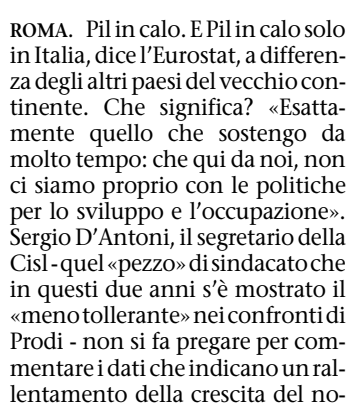 ROMA. Pil in calo. E Pil in calo solo
in Italia, dice l'Eurostat, a differen-
za degli altri paesi del vecchio con-
tinente. Che significa? «Esatta-
mente quello che sostengo da
molto tempo: che qui da noi, non
ci siamo proprio con le politiche
per lo sviluppo e l'occupazione».
Sergio D'Antoni, il segretario della
Cisl - quel «pezzo» di sindacato che
in questi due anni s'è mostrato il
«meno tollerante» nei confronti di
Prodi - non si fa pregare per com-
mentare i dati che indicano un ral-
lentamento della crescita del no-